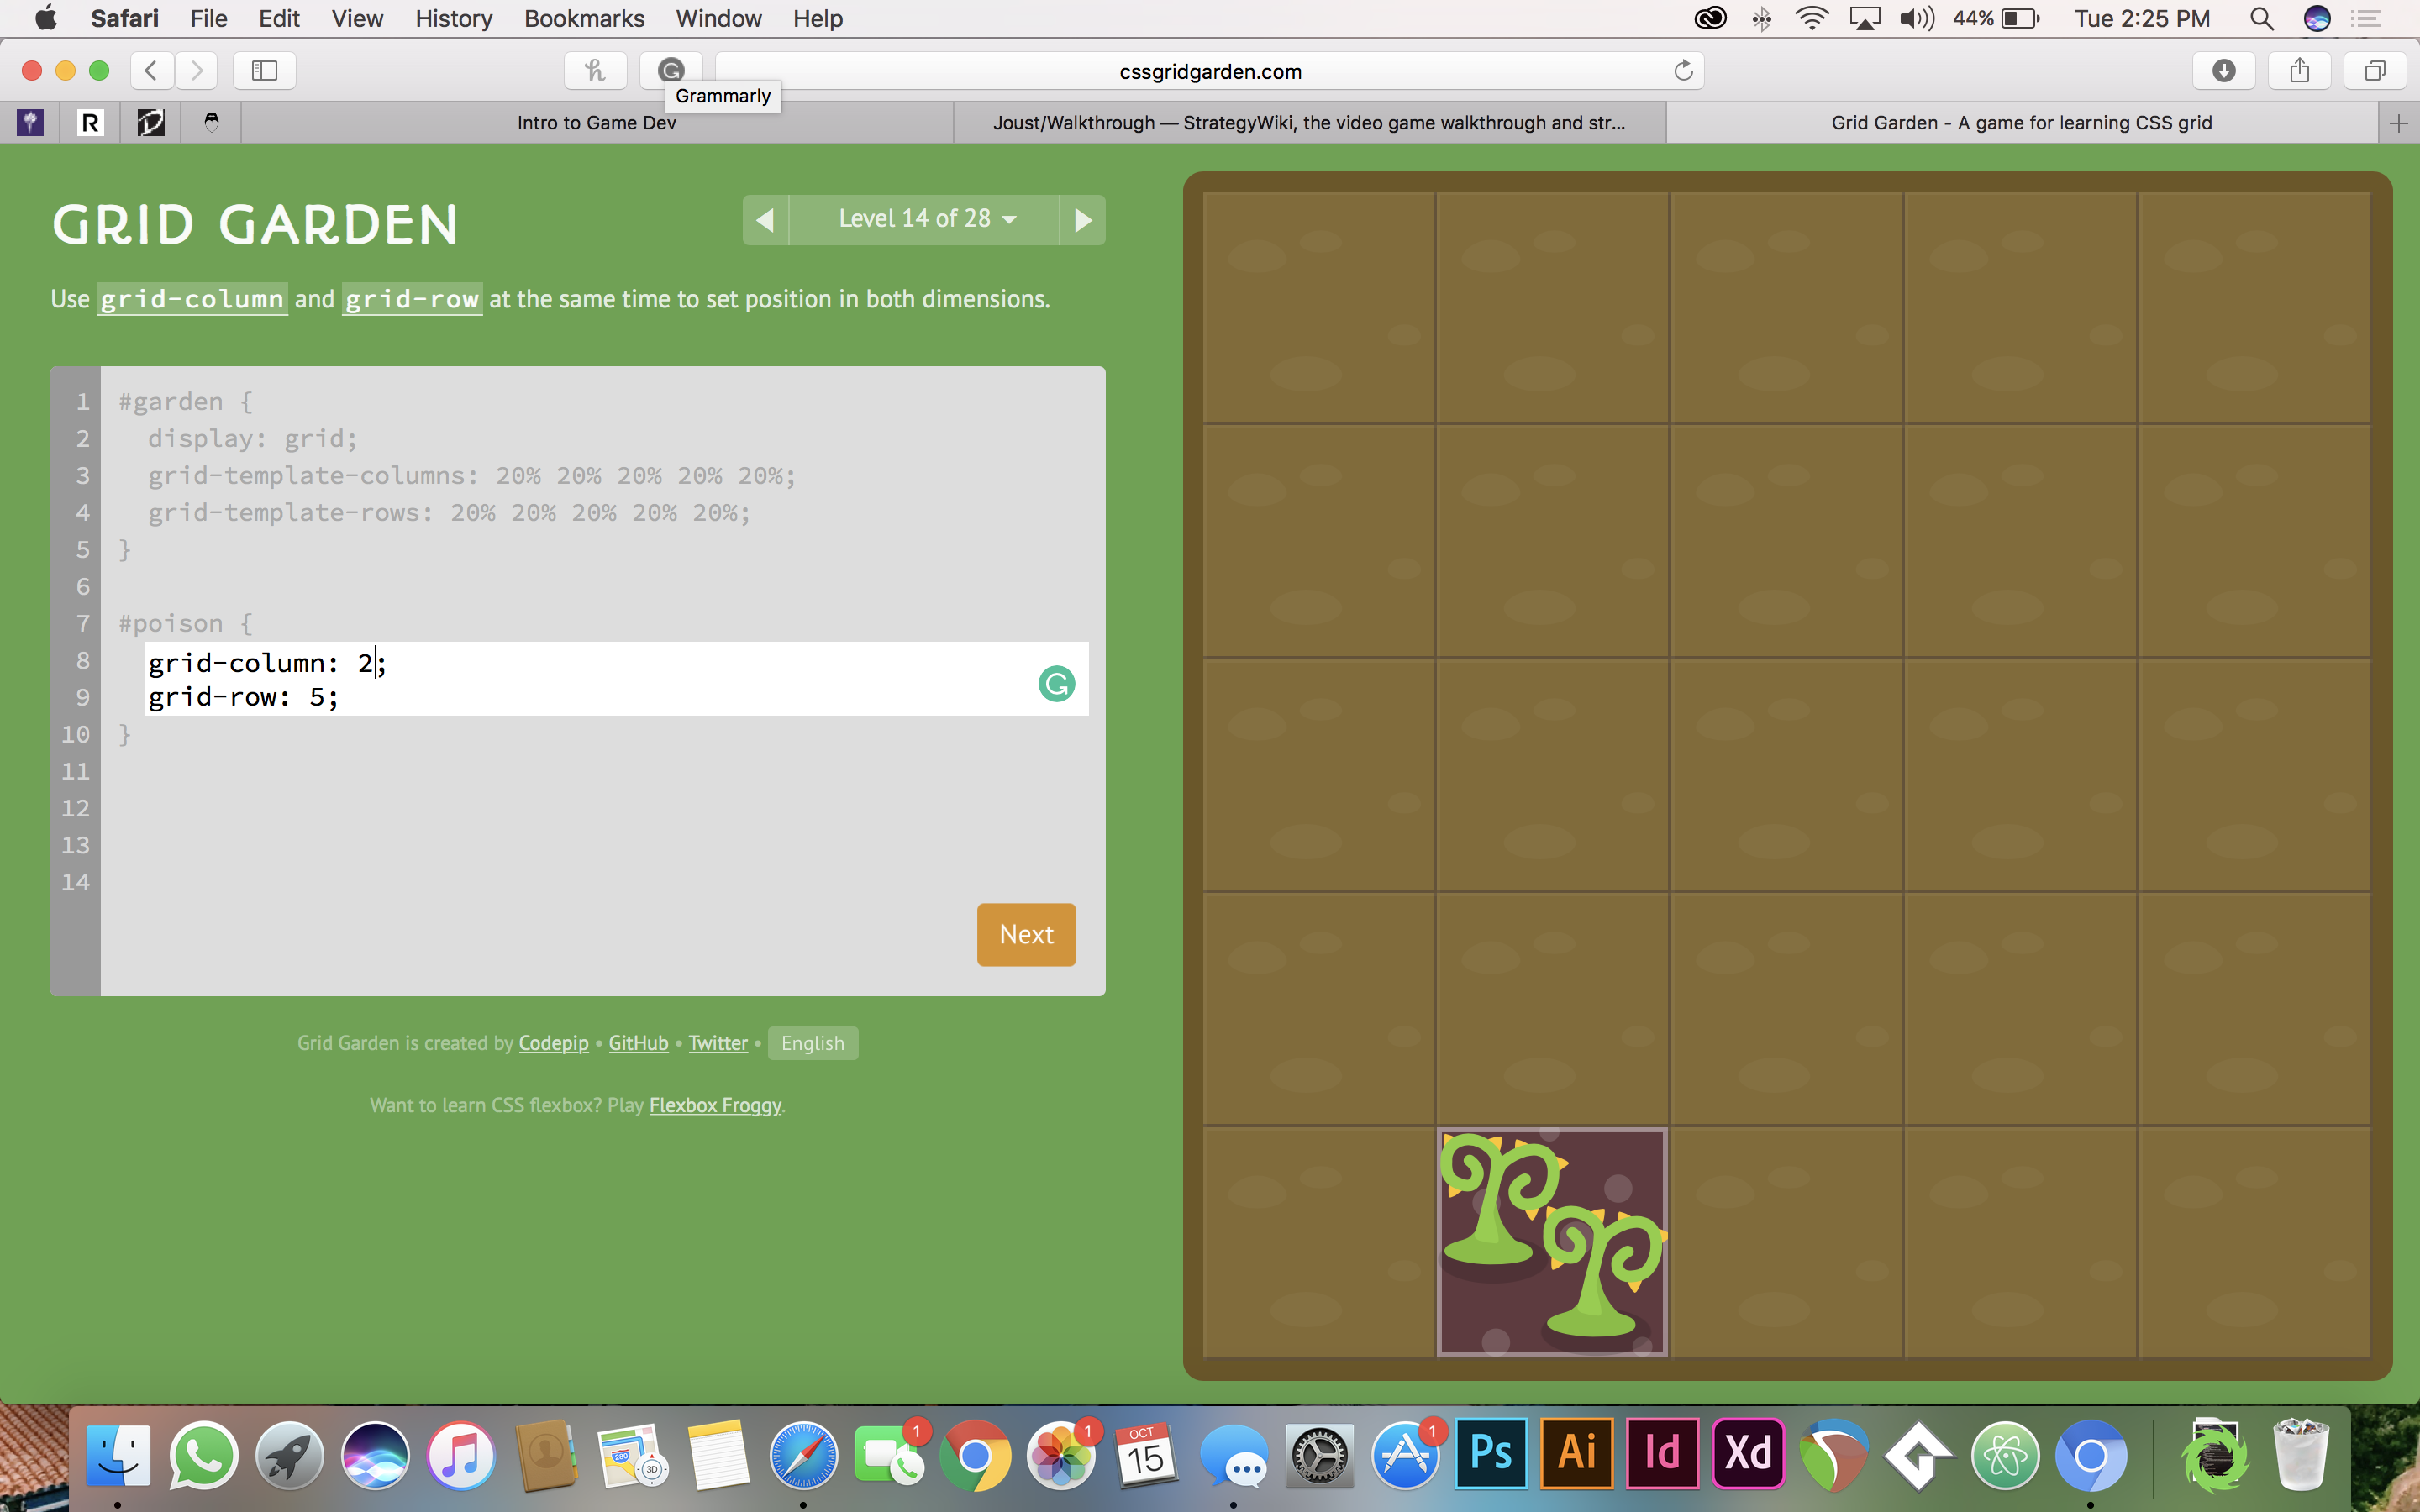 Safari File Edit View History Bookmarks Window Help 44% Tue 2:25 PM
cssgridgarden.com
Grammarly
R Intro to Game Dev Joust/Walkthrough — StrategyWiki, the video game walkthrough and str... Grid Garden - A game for learning CSS grid
GRID GARDEN
Level 14 of 28
Use grid-column and grid-row at the same time to set position in both dimensions.
1 #garden {
2 display: grid;
3 grid-template-columns: 20% 20% 20% 20% 20%;
4 grid-template-rows: 20% 20% 20% 20% 20%;
5 }
6
7 #poison {
8 grid-column: 2;
9 grid-row: 5;
10 }
11
12
13
14
Next
Grid Garden is created by Codepip • GitHub • Twitter • English
Want to learn CSS flexbox? Play Flexbox Froggy.
280 3D 1 1 OCT 15 1 Ps Ai Id Xd